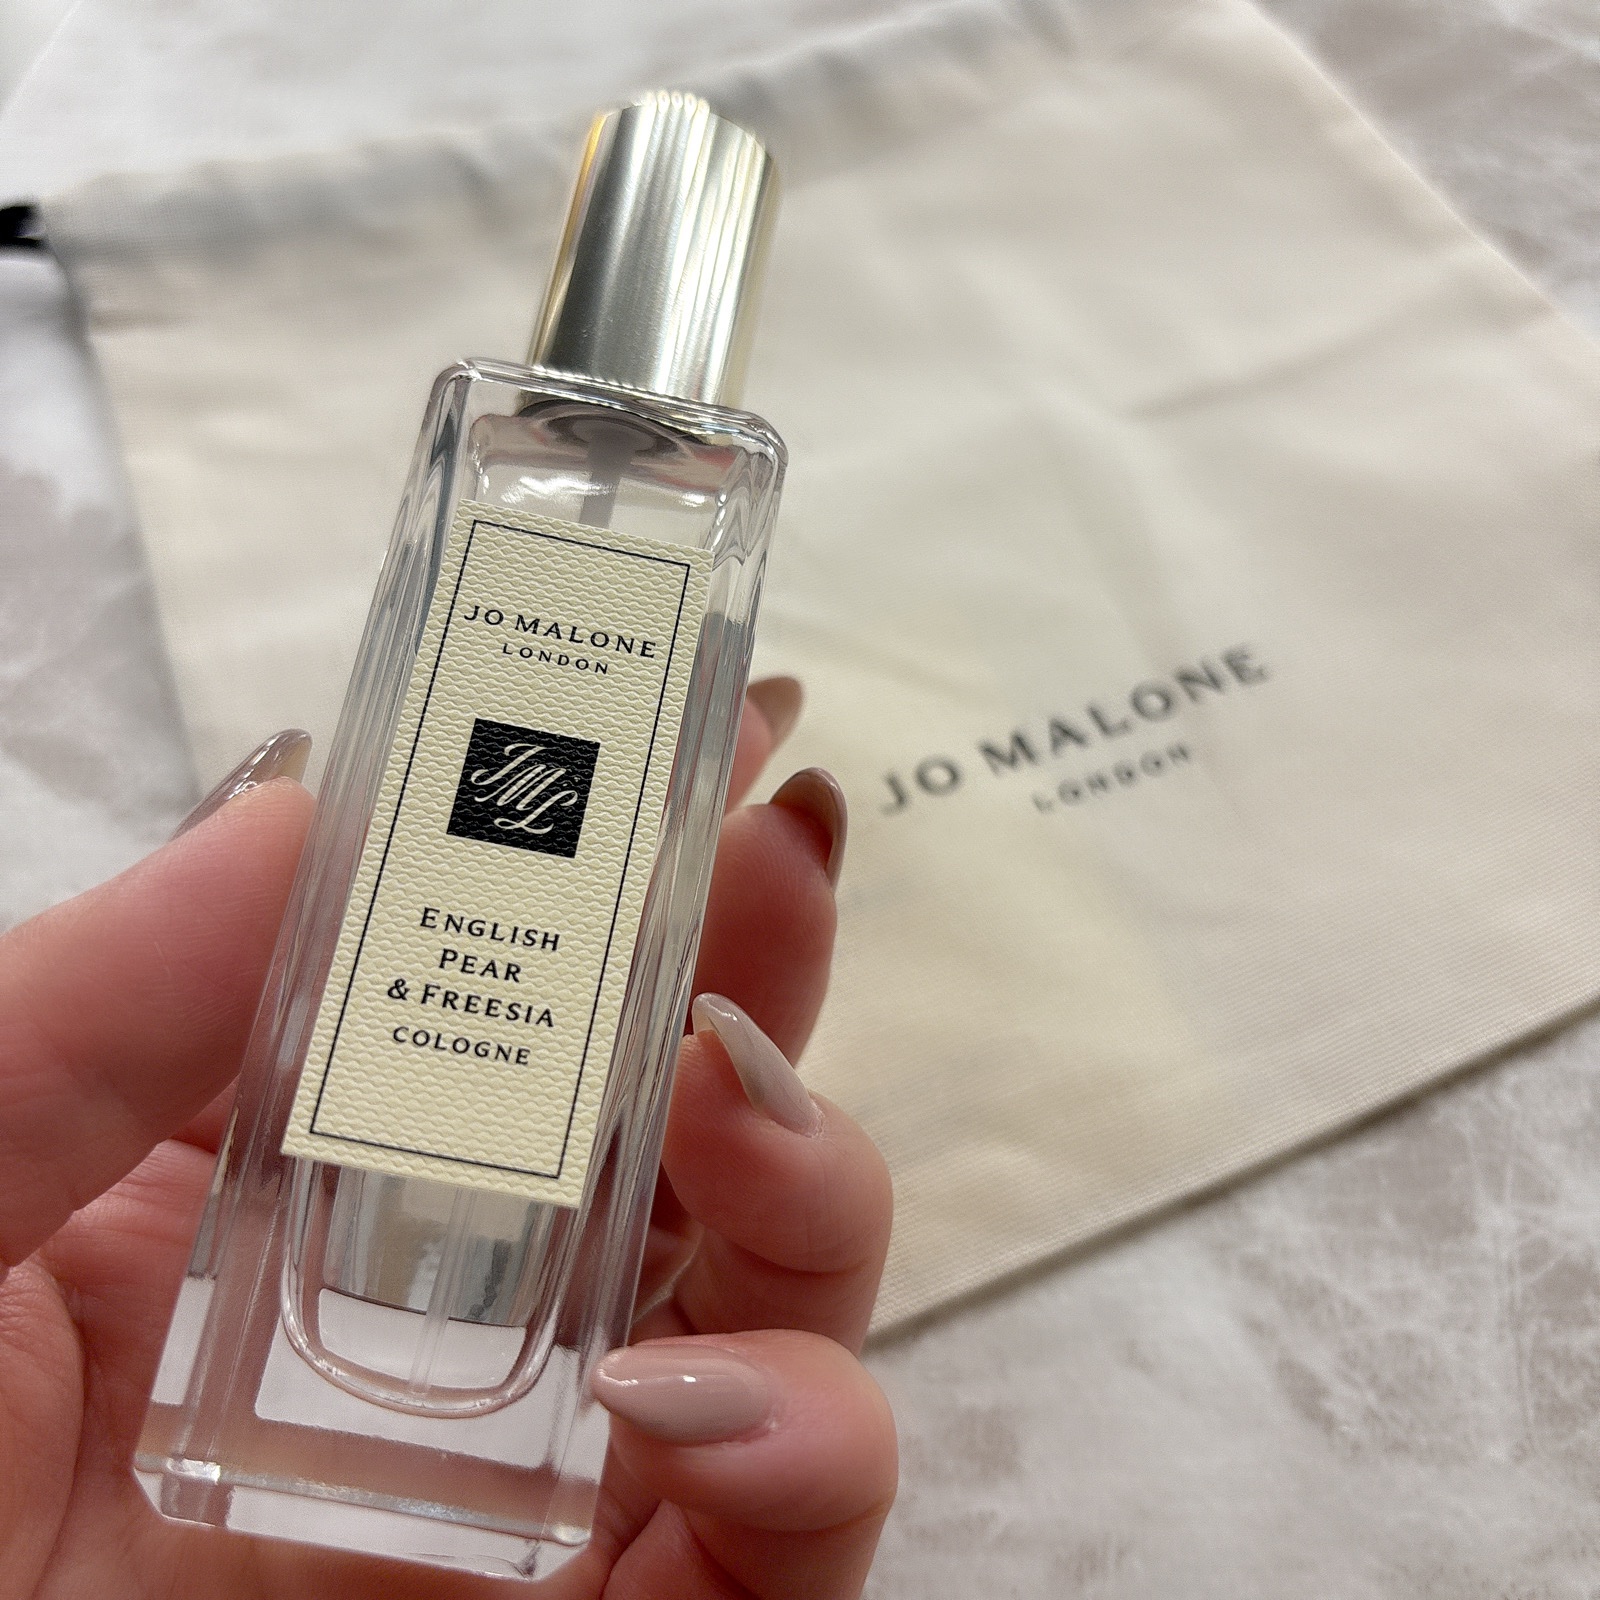 JO MALONE
LONDON
JML
ENGLISH
PEAR
& FREESIA
COLOGNE
JO MALONE
LONDON